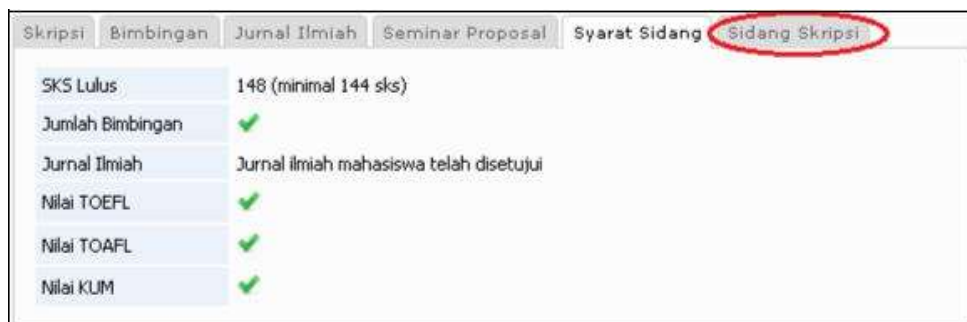 Skripsi Bimbingan Jurnal Ilmiah Seminar Proposal Syarat Sidang Sidang Skripsi
SKS Lulus 148 (minimal 144 sks)
Jumlah Bimbingan
Jurnal Ilmiah Jurnal ilmiah mahasiswa telah disetujui
Nilai TOEFL
Nilai TOAFL
Nilai KUM